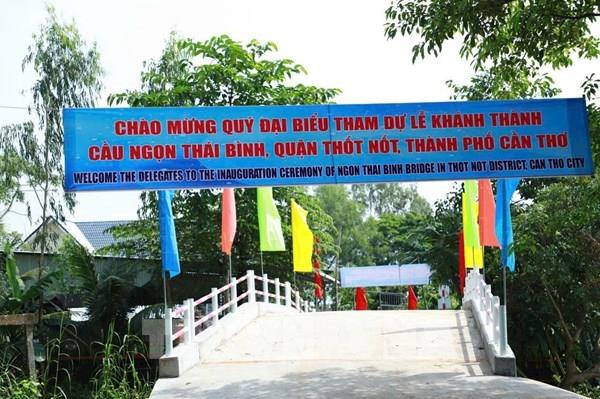 CHÀO MỪNG QUÝ ĐẠI BIỂU THAM DỰ LỄ KHÁNH THÀNH
CẦU NGỌN THÁI BÌNH, QUẬN THỐT NỐT, THÀNH PHỐ CẦN THƠ
WELCOME THE DELEGATES TO THE INAUGURATION CEREMONY OF NGON THAI BINH BRIDGE IN THOT NOT DISTRICT, CAN THO CITY